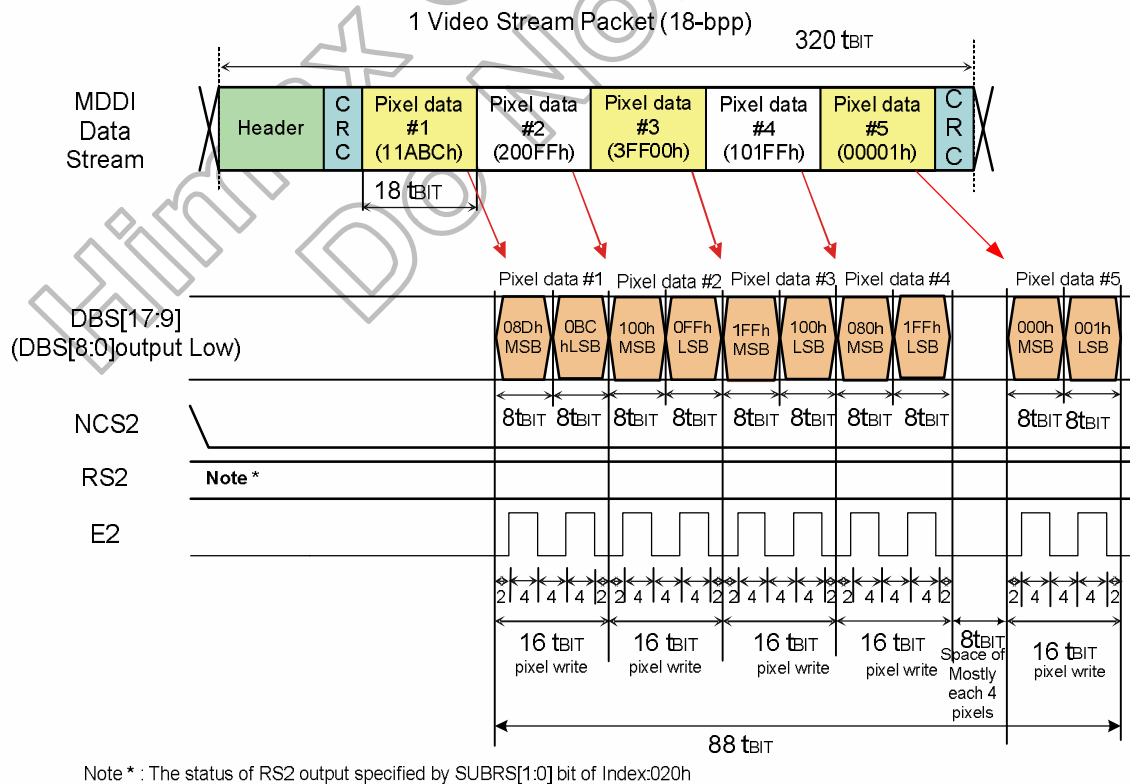 1 Video Stream Packet (18-bpp)
320 tBIT
MDDI
Data
Stream
Header
C
R
C
Pixel data
#1
(11ABCh)
Pixel data
#2
(200FFh)
Pixel data
#3
(3FF00h)
Pixel data
#4
(101FFh)
Pixel data
#5
(00001h)
C
R
C
18 tBIT
Pixel data #1
Pixel data #2
Pixel data #3
Pixel data #4
Pixel data #5
DBS[17:9]
(DBS[8:0]output Low)
08Dh
MSB
0BC
hLSB
100h
MSB
0FFh
LSB
1FFh
MSB
100h
LSB
080h
MSB
1FFh
LSB
000h
MSB
001h
LSB
8tBIT 8tBIT 8tBIT 8tBIT 8tBIT 8tBIT 8tBIT 8tBIT 8tBIT 8tBIT
NCS2
RS2
Note *
E2
2 4 4 4 2 2 4 4 4 2 2 4 4 4 2 2 4 4 4 2 2 4 4 4 2
16 tBIT
pixel write
16 tBIT
pixel write
16 tBIT
pixel write
16 tBIT
pixel write
8tBIT
Space of
Mostly
each 4
pixels
16 tBIT
pixel write
88 tBIT
Note * : The status of RS2 output specified by SUBRS[1:0] bit of Index:020h
Himax
Do No